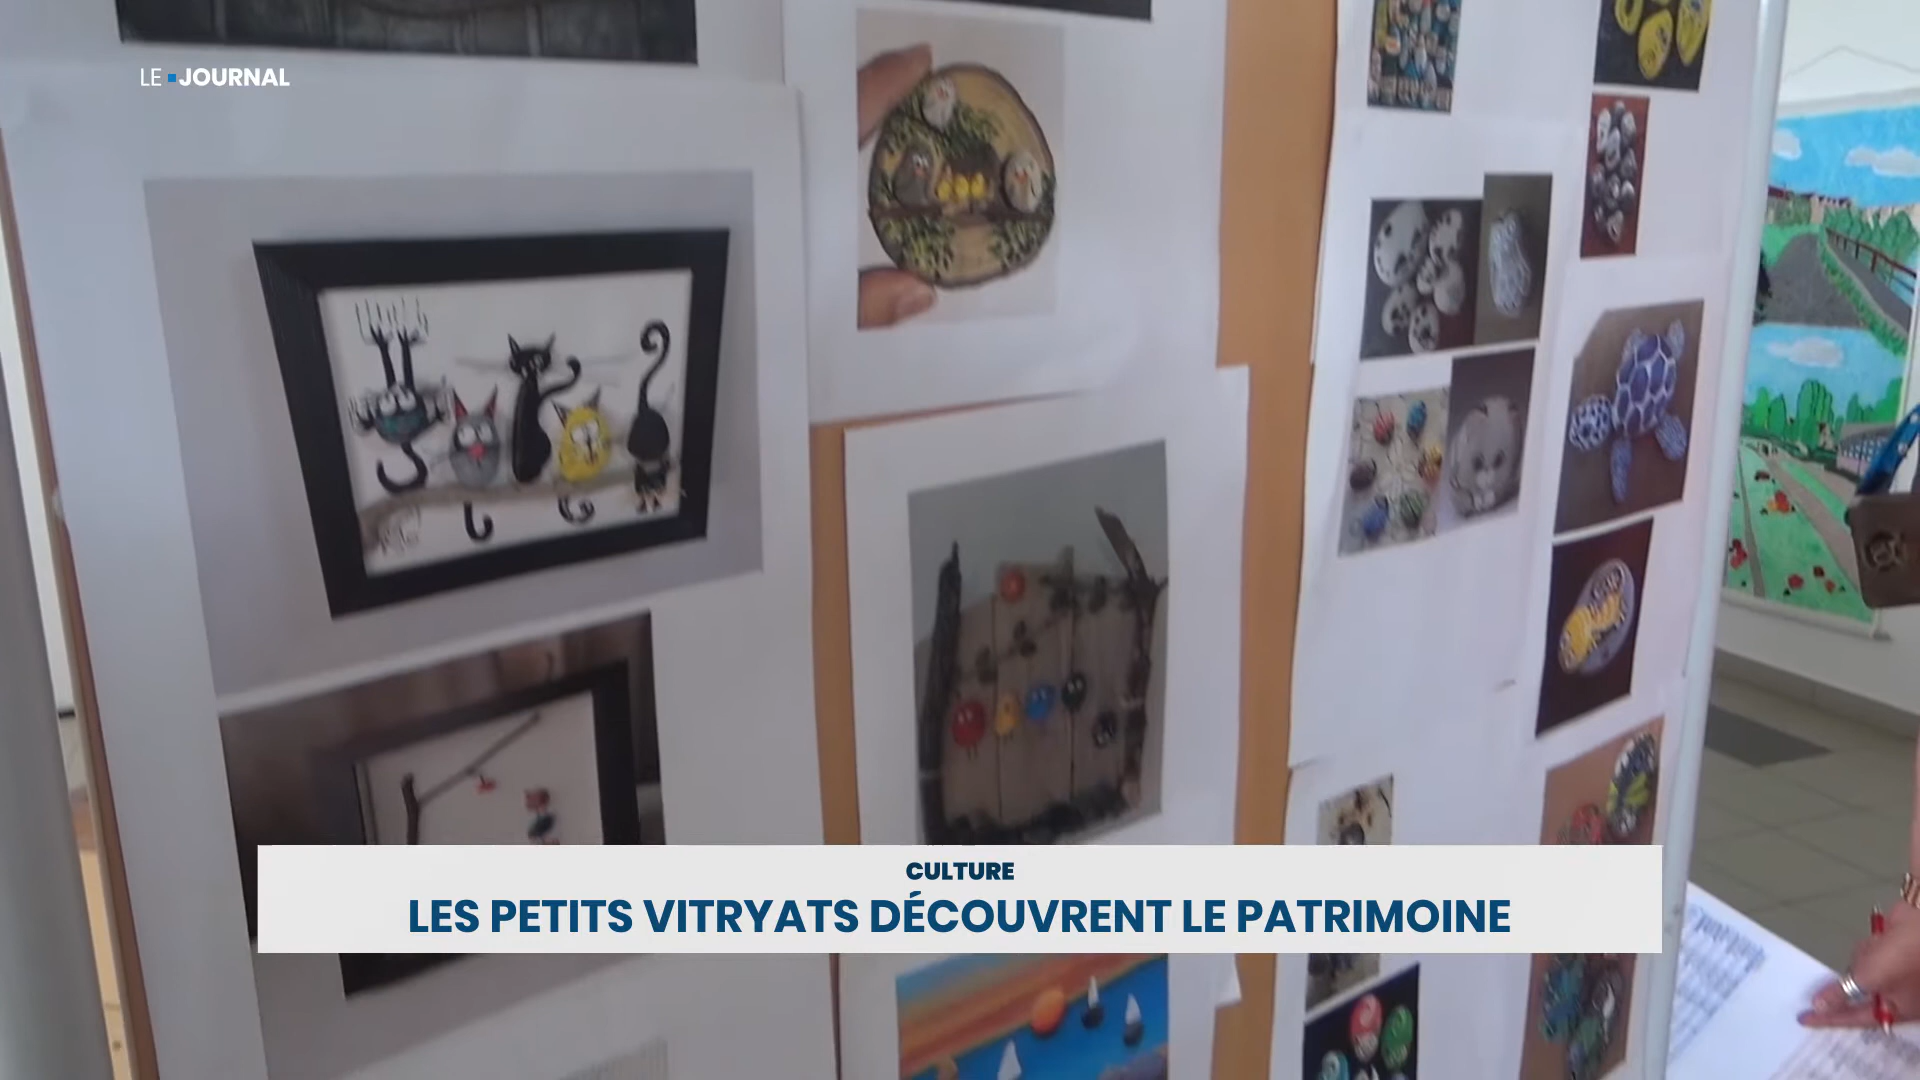 LE JOURNAL
CULTURE
LES PETITS VITRYATS DÉCOUVRENT LE PATRIMOINE